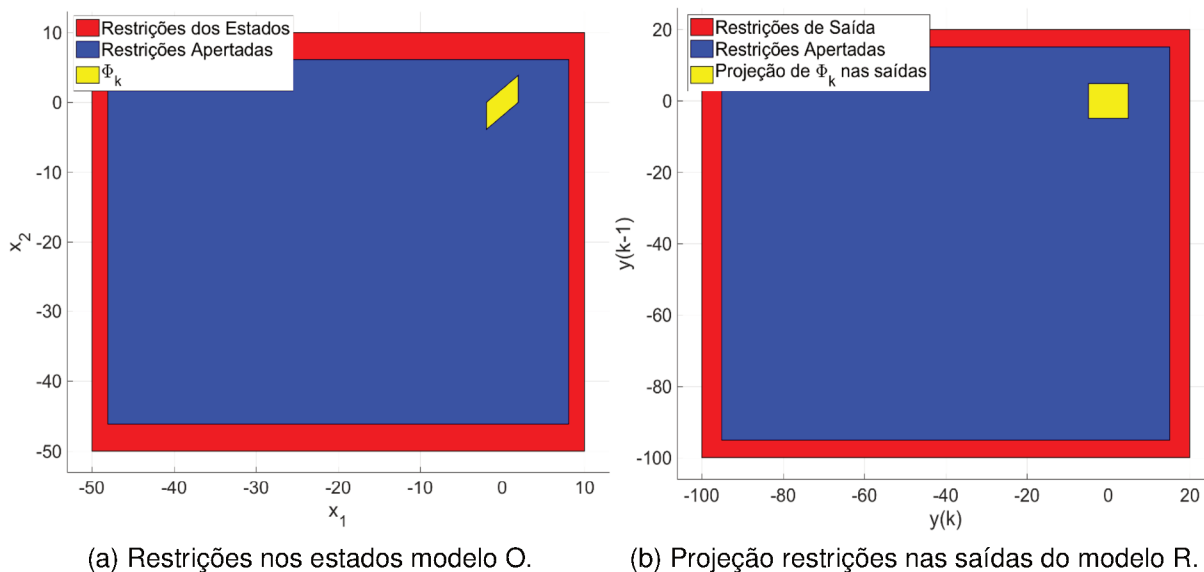 Restrições dos Estados
Restrições Apertadas
Φk
10
0
-10
-20
-30
-40
-50
x2
-50
-40
-30
-20
-10
0
10
x1
(a) Restrições nos estados modelo O.
Restrições de Saída
Restrições Apertadas
Projeção de Φk nas saídas
20
0
-20
-40
-60
-80
-100
y(k-1)
-100
-80
-60
-40
-20
0
20
y(k)
(b) Projeção restrições nas saídas do modelo R.